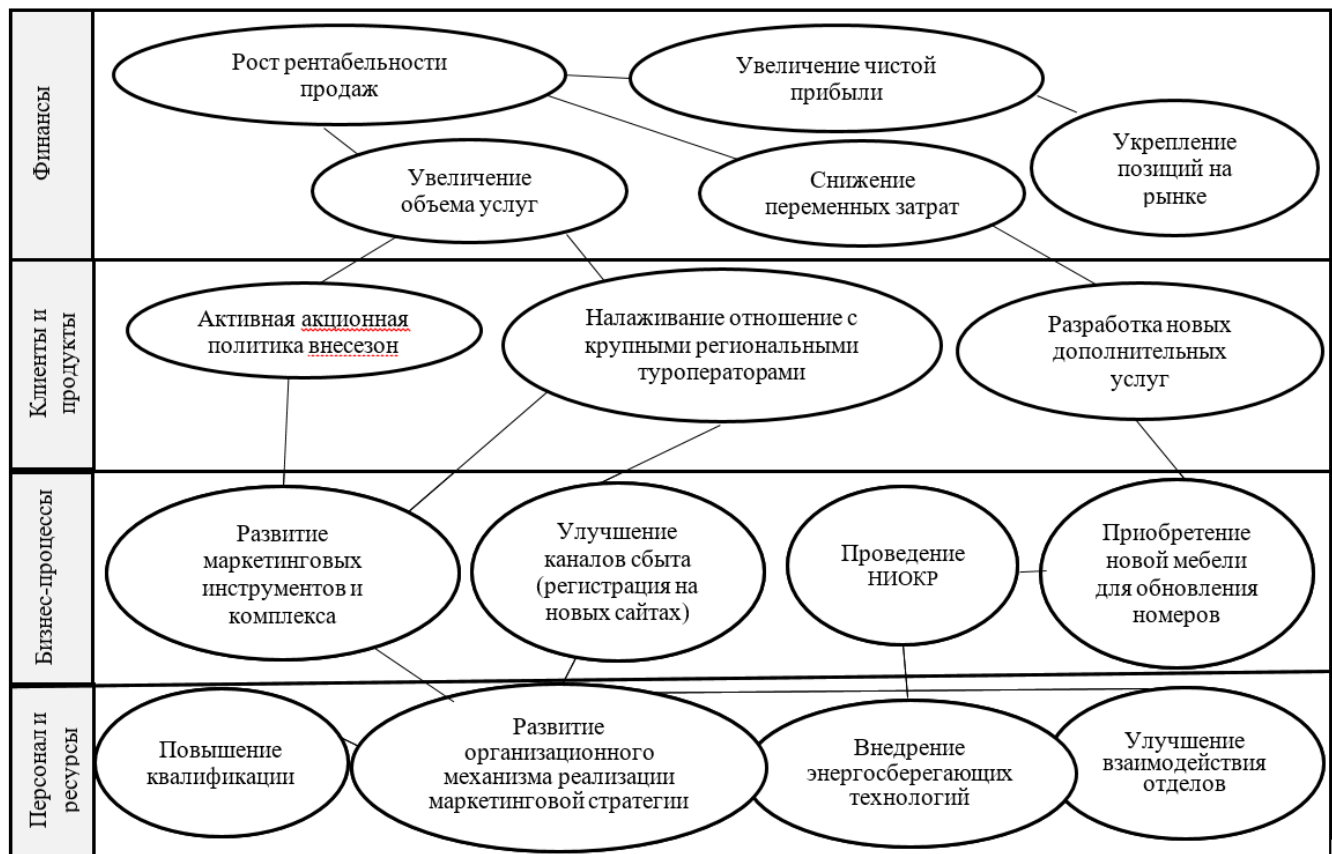 Финансы
Рост рентабельности
продаж
Увеличение чистой
прибыли
Укрепление
позиций на
рынке
Увеличение
объема услуг
Снижение
переменных затрат
Клиенты и
продукты
Активная акционная
политика внесезон
Налаживание отношение с
крупными региональными
туроператорами
Разработка новых
дополнительных
услуг
Бизнес-процессы
Развитие
маркетинговых
инструментов и
комплекса
Улучшение
каналов сбыта
(регистрация на
новых сайтах)
Проведение
НИОКР
Приобретение
новой мебели
для обновления
номеров
Персонал и
ресурсы
Повышение
квалификации
Развитие
организационного
механизма реализации
маркетинговой стратегии
Внедрение
энергосберегающих
технологий
Улучшение
взаимодействия
отделов